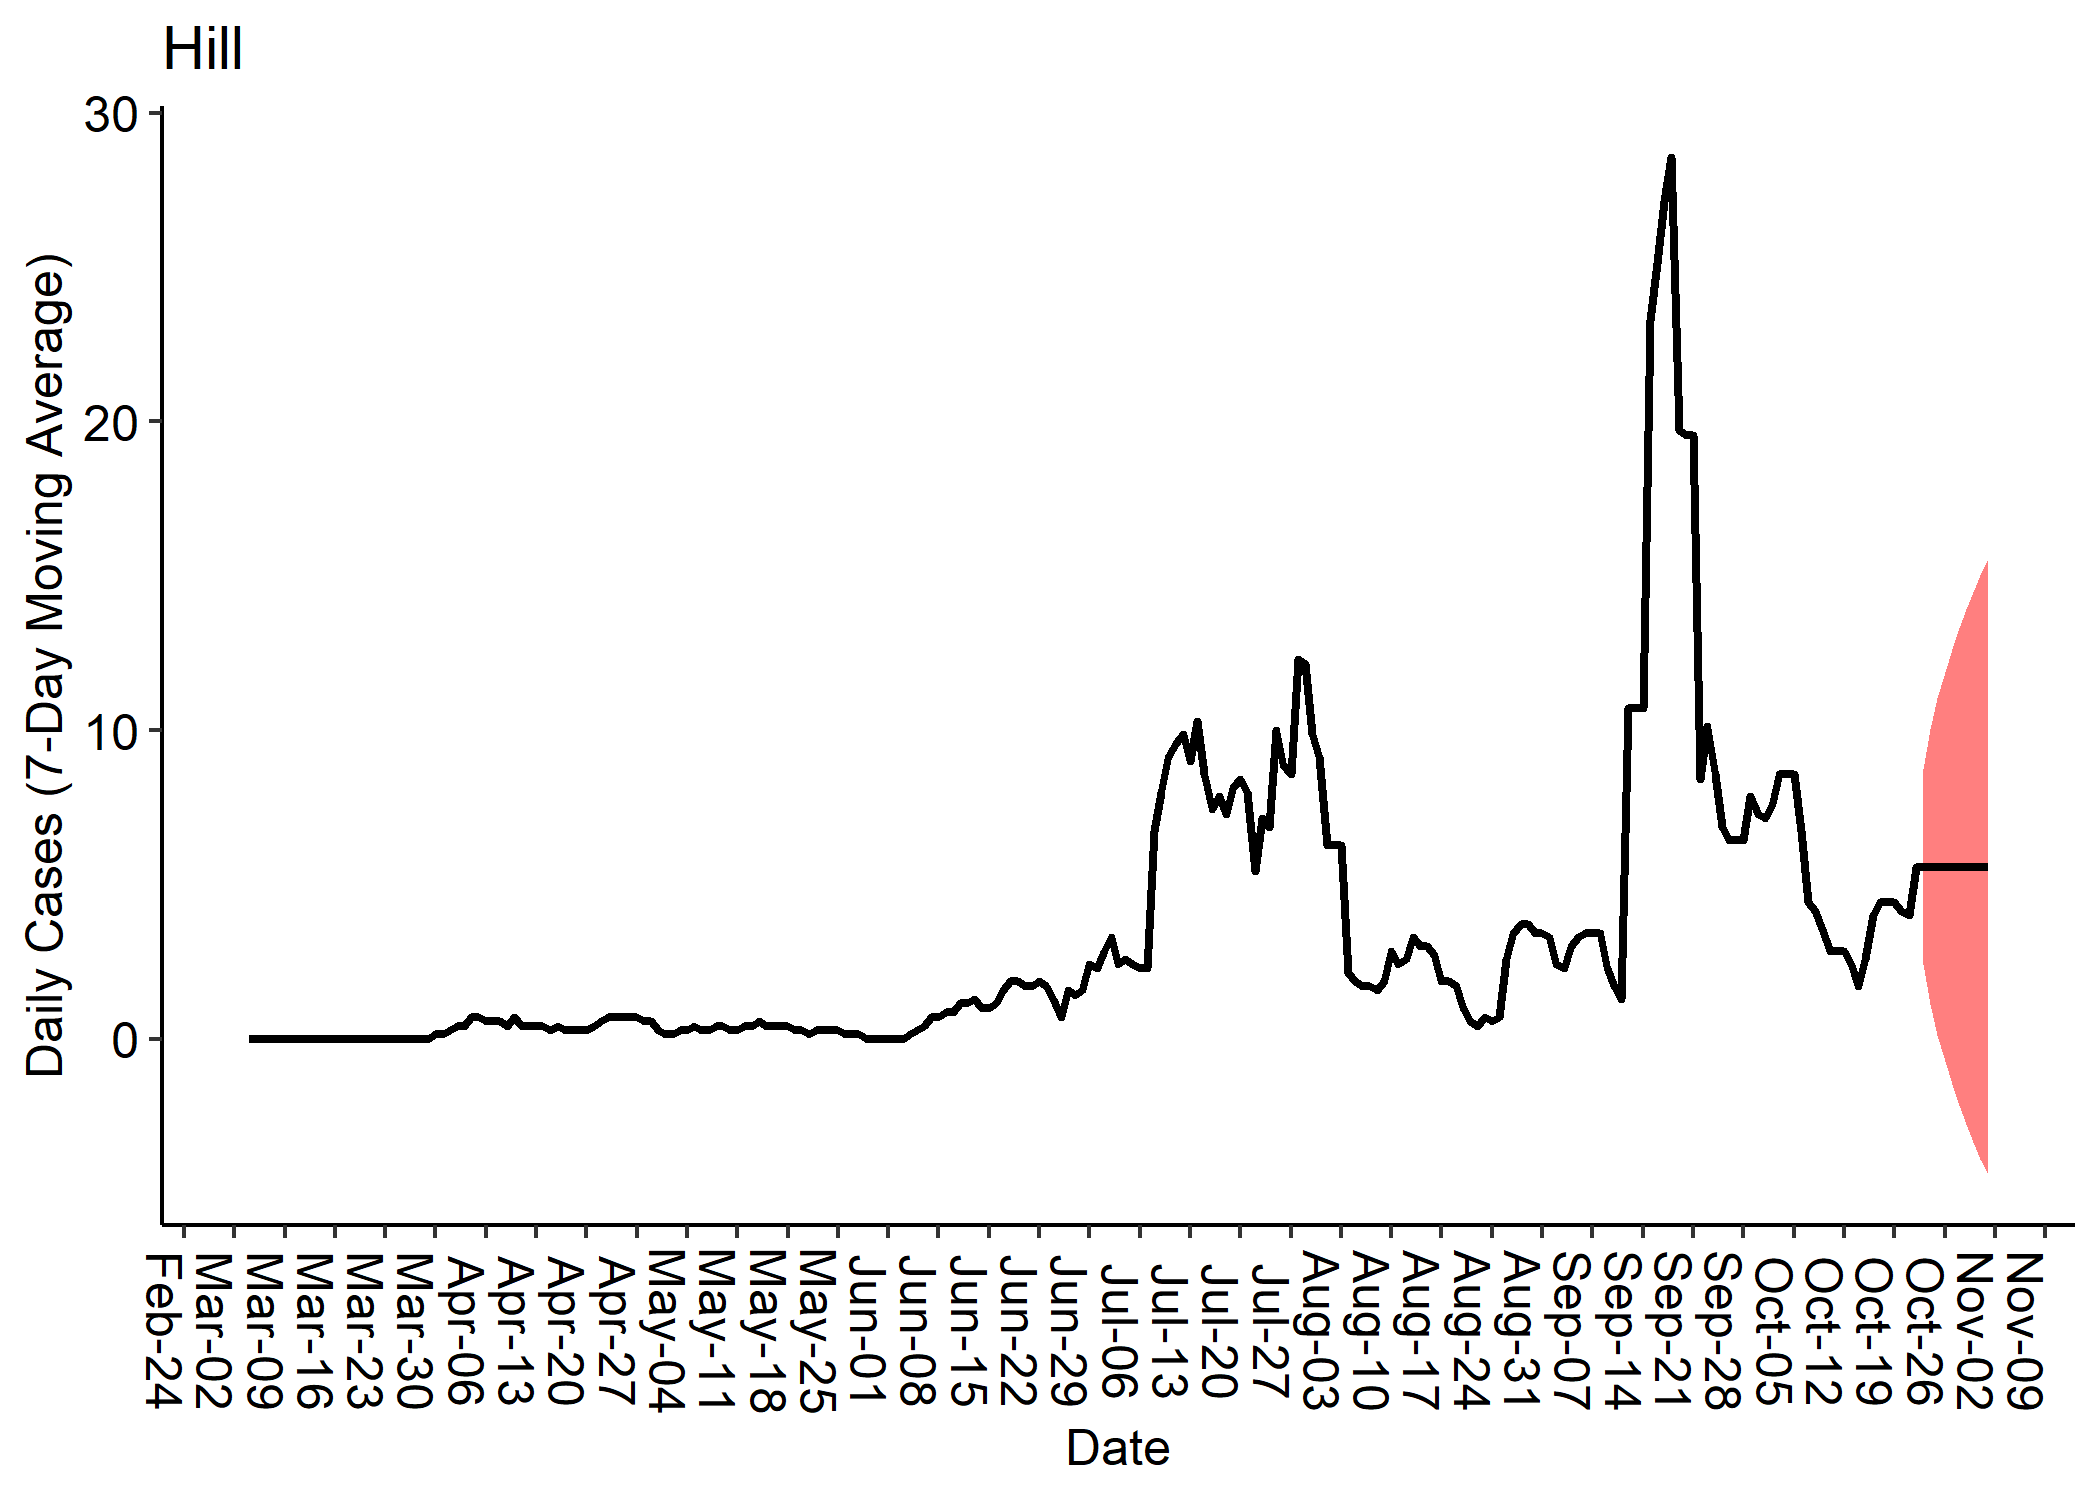 Hill
30
20
10
0
Daily Cases (7-Day Moving Average)
Feb-24
Mar-02
Mar-09
Mar-16
Mar-23
Mar-30
Apr-06
Apr-13
Apr-20
Apr-27
May-04
May-11
May-18
May-25
Jun-01
Jun-08
Jun-15
Jun-22
Jun-29
Jul-06
Jul-13
Jul-20
Jul-27
Aug-03
Aug-10
Aug-17
Aug-24
Aug-31
Sep-07
Sep-14
Sep-21
Sep-28
Oct-05
Oct-12
Oct-19
Oct-26
Nov-02
Nov-09
Date